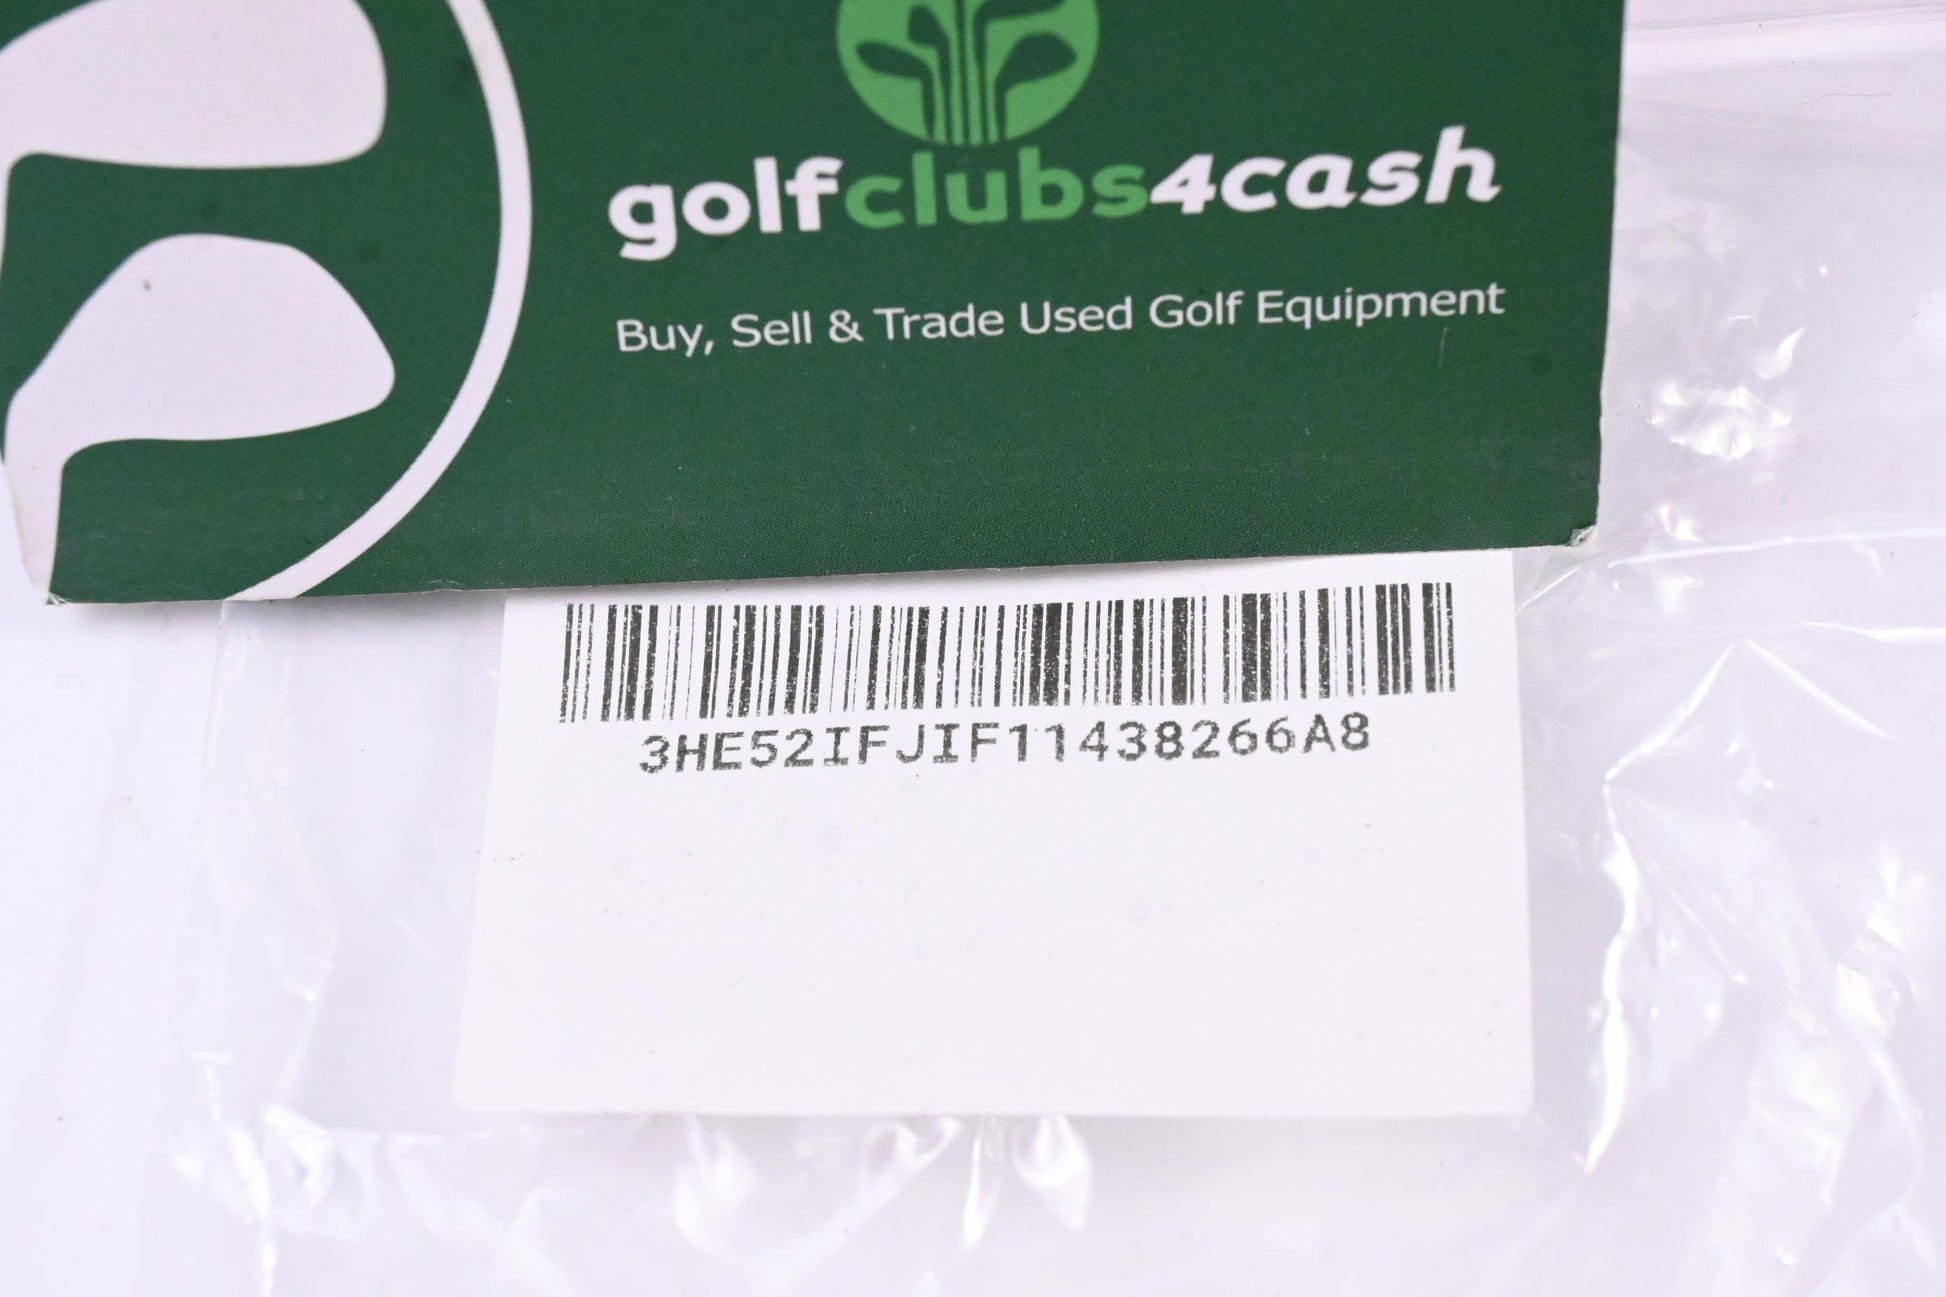 golfclubs4cash
Buy, Sell & Trade Used Golf Equipment
3HE52IFJIF11438266A8